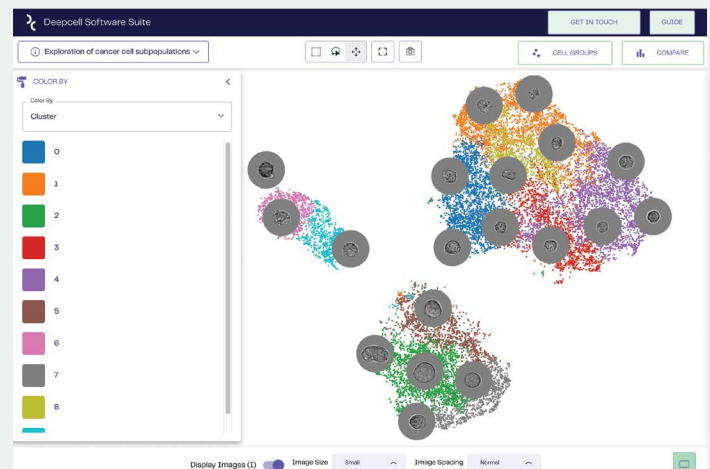 Deepcell Software Suite
GET IN TOUCH
GUIDE
Exploration of cancer cell subpopulations
CELL GROUPS
COMPARE
COLOR BY
Color By
Cluster
0
1
2
3
4
5
6
7
8
Display Images (I)
Image Size
Small
Image Spacing
Normal